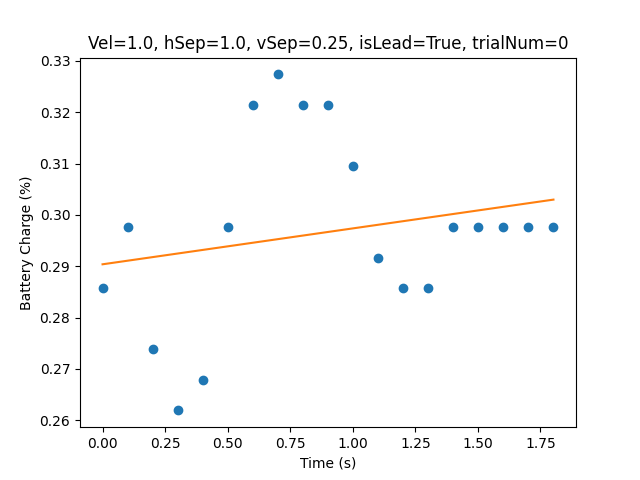 Vel=1.0, hSep=1.0, vSep=0.25, isLead=True, trialNum=0
0.33
0.32
0.31
0.30
0.29
0.28
0.27
0.26
Battery Charge (%)
0.00 0.25 0.50 0.75 1.00 1.25 1.50 1.75
Time (s)